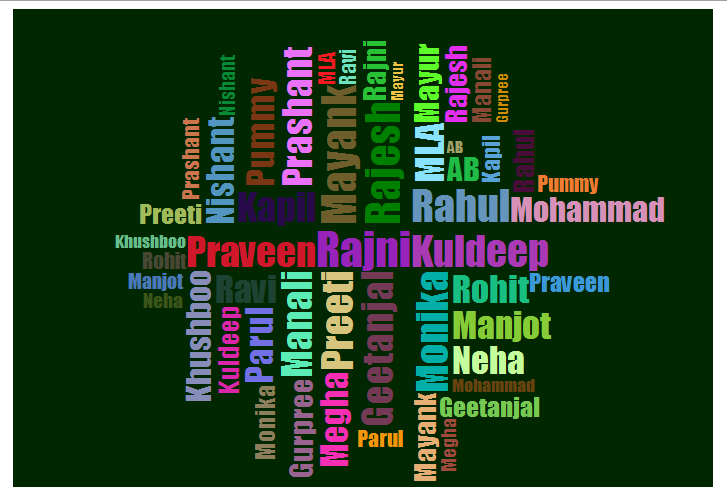 Nishant
Prashant
MLA
Ravi
Rajni
Mayur
Mayur
Rajesh
Manali
Gurpree
Prashant
Nishant
Pummy
Mayank
Rajesh
MLA
AB
AB
Kapil
Rahul
Pummy
Preeti
Kapil
Rahul
Mohammad
Khushboo
Praveen
Rajni
Kuldeep
Rohit
Manjot
Neha
Khushboo
Ravi
Manali
Preeti
Geetanjal
Monika
Rohit
Praveen
Kuldeep
Parul
Manjot
Neha
Mohammad
Monika
Gurpree
Megha
Parul
Mayank
Geetanjal
Megha